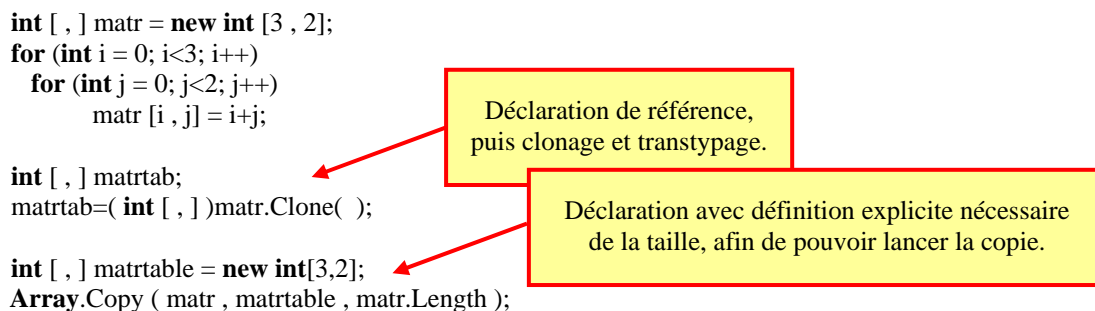 int [ , ] matr = new int [3 , 2];
for (int i = 0; i<3; i++)
for (int j = 0; j<2; j++)
matr [i , j] = i+j;
Déclaration de référence,
puis clonage et transtypage.
int [ , ] matrtab;
matrtab=( int [ , ] )matr.Clone( );
Déclaration avec définition explicite nécessaire
de la taille, afin de pouvoir lancer la copie.
int [ , ] matrtable = new int[3,2];
Array.Copy ( matr , matrtable , matr.Length );